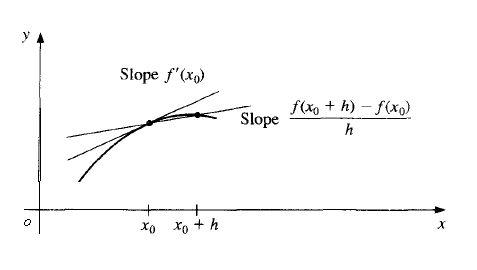 y
Slope f′(x₀)
Slope f(x₀ + h) − f(x₀)
h
o
x₀ x₀ + h x